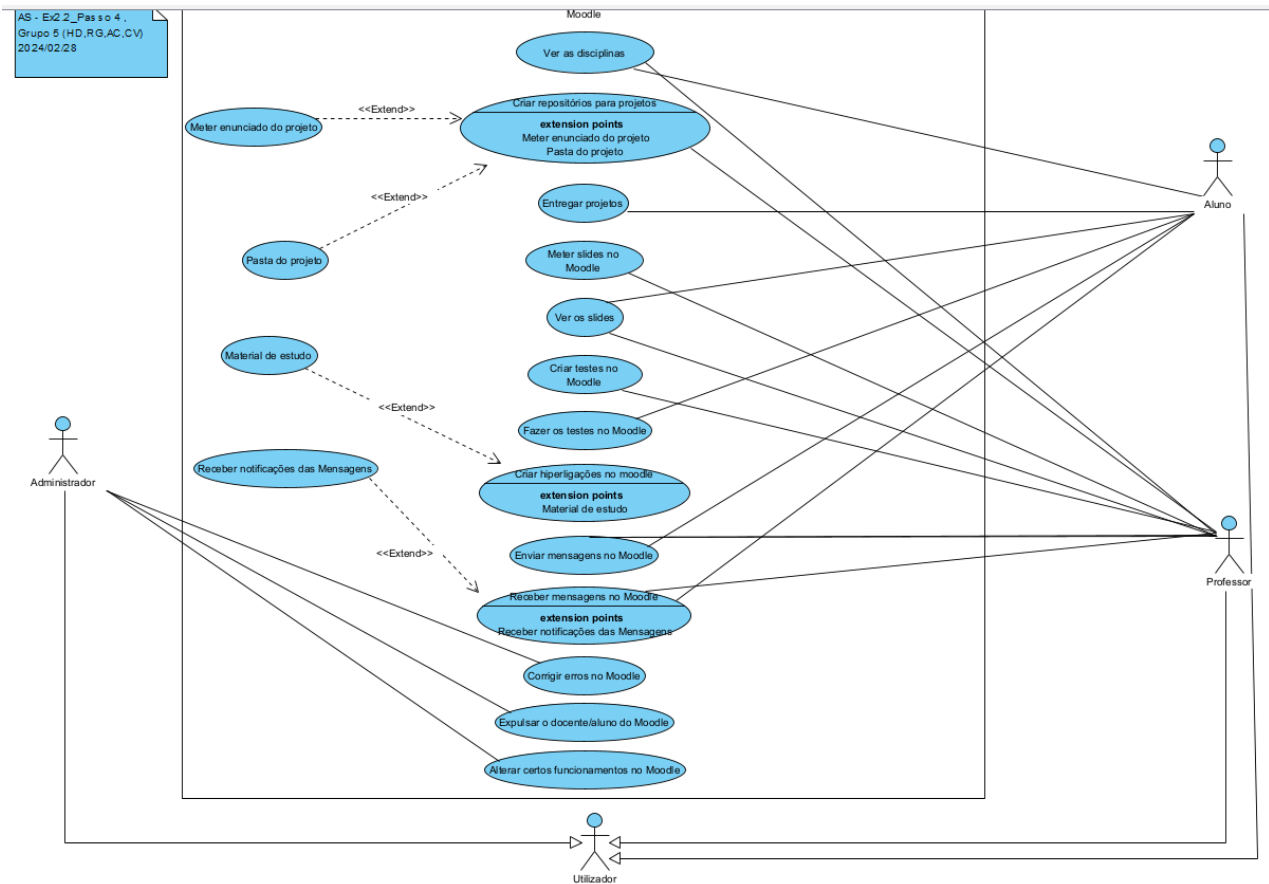 AS - Ex2.2_Passo 4 ,
Grupo 5 (HD,RG,AC,CV)
2024/02/28
Moodle
Ver as disciplinas
<<Extend>>
Meter enunciado do projeto
Criar repositórios para projetos
extension points
Meter enunciado do projeto
Pasta do projeto
<<Extend>>
Aluno
Entregar projetos
Pasta do projeto
Meter slides no
Moodle
Ver os slides
Material de estudo
Criar testes no
Moodle
<<Extend>>
Fazer os testes no Moodle
Administrador
Receber notificações das Mensagens
Criar hiperligações no moodle
extension points
Material de estudo
<<Extend>>
Enviar mensagens no Moodle
Professor
Receber mensagens no Moodle
extension points
Receber notificações das Mensagens
Corrigir erros no Moodle
Expulsar o docente/aluno do Moodle
Alterar certos funcionamentos no Moodle
Utilizador